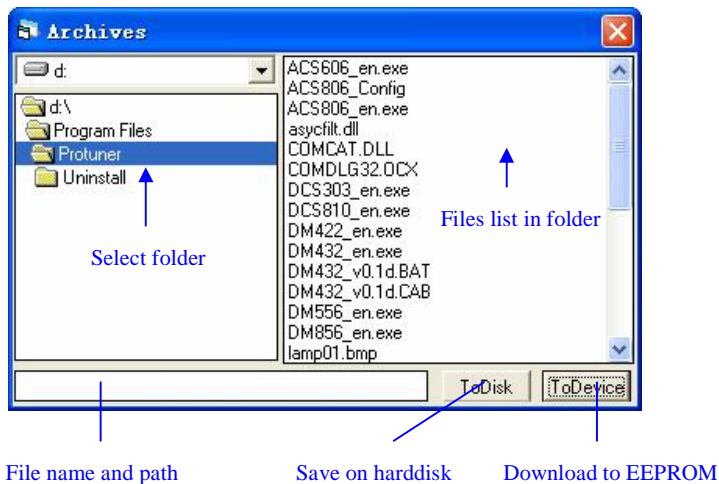 Archives
d:
d:\
Program Files
Protuner
Uninstall
Select folder
ACS606_en.exe
ACS806_Config
ACS806_en.exe
asycfilt.dll
COMCAT.DLL
COMDLG32.OCX
DCS303_en.exe
DCS810_en.exe
DM422_en.exe
DM432_en.exe
DM432_v0.1d.BAT
DM432_v0.1d.CAB
DM556_en.exe
DM856_en.exe
lamp01.bmp
Files list in folder
ToDisk
ToDevice
File name and path
Save on harddisk
Download to EEPROM